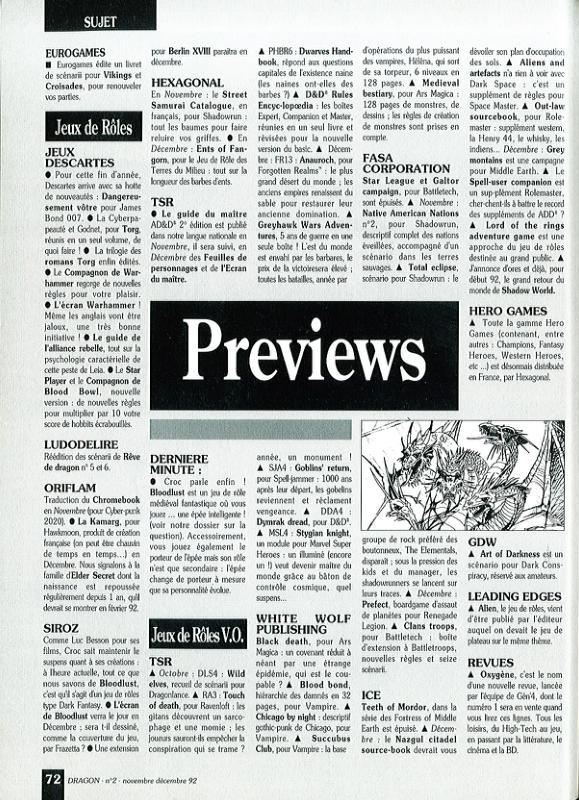 SUJET
EUROGAMES
■ Eurogames édite un livret
de scénarii pour Vikings et
Croisades, pour renouveler
vos parties.
Jeux de Rôles
JEUX
DESCARTES
● Pour cette fin d'année,
Descartes arrive avec sa hotte
de nouveautés : Dangereu-
sement vôtre pour James
Bond 007. ● La Cyberpa-
peauté et Godnet, pour Torg,
réunis en un seul volume, de
quoi faire ! ● La trilogie des
romans Torg enfin édités.
● Le Compagnon de War-
hammer regorge de nouvelles
règles pour votre plaisir.
● L'écran Warhammer !
Même les anglais vont être
jaloux, une très bonne
initiative ! ● Le guide de
l'alliance rebelle, tout sur la
psychologie caractérielle de
cette peste de Leia. ● Le Star
Player et le Compagnon de
Blood Bowl, nouvelle
version : de nouvelles règles
pour multiplier par 10 votre
score de hobbits écrabouillés.
LUDODELIRE
Réédition des scénarii de Rêve
de dragon n° 5 et 6.
ORIFLAM
Traduction du Chromebook
en Novembre (pour Cyber-punk
2020). ● La Kamarg, pour
Hawkmoon, produit de création
française (on peut être chauvin
de temps en temps...) en
Décembre. Nous signalons à la
famille d'Elder Secret dont la
naissance est repoussée
régulièrement depuis 1 an, qu'il
devrait se montrer en février 92.
SIROZ
Comme Luc Besson pour ses
films, Croc sait maintenir le
suspens quant à ses créations :
à l'heure actuelle, tout ce que
nous savons de Bloodlust,
c'est qu'il s'agit d'un jeu de rôles
type Dark Fantasy. ● L'écran
de Bloodlust verra le jour en
Décembre ; sera t-il dessiné,
comme la couverture du jeu,
par Frazetta ? ● Une extension
pour Berlin XVIII paraîtra en
décembre.
HEXAGONAL
En Novembre : le Street
Samurai Catalogue, en
français, pour Shadowrun :
tout les baumes pour faire
reluire vos griffes. ● En
Décembre : Ents of Fan-
gorn, pour le Jeu de Rôle des
Terres du Milieu : tout sur la
longueur des barbes d'ents.
TSR
● Le guide du maître
AD&D® 2° édition est publié
dans notre langue nationale en
Novembre, il sera suivi, en
Décembre des Feuilles de
personnages et de l'Ecran
du maître.
▲ PHBR6 : Dwarves Hand-
book, répond aux questions
capitales de l'existence naine
(les naines ont-elles des
barbes ?) ▲ D&D® Rules
Encyc-lopœdia : les boîtes
Expert, Companion et Master,
réunies en un seul livre et
révisées pour la nouvelle
version du basic. ▲ Décem-
bre : FR13 : Anauroch, pour
Forgotten Realms™ : le plus
grand désert du monde ; les
anciens empires renaissent du
sable pour restaurer leur
ancienne domination. ▲
Greyhawk Wars Adven-
tures, 5 ans de guerre en une
seule boîte ! L'est du monde
est envahi par les barbares, le
prix de la victoiresera élevé ;
toutes les batailles, année par
d'opérations du plus puissant
des vampires, Héléna, qui sort
de sa torpeur, 6 niveaux en
128 pages. ▲ Medieval
bestiary, pour Ars Magica :
128 pages de monstres, de
dessins ; les règles de création
de monstres sont prises en
compte.
FASA
CORPORATION
Star League et Galtor
campaign, pour Battletech,
sont épuisés. ▲ Novembre :
Native American Nations
n°2, pour Shadowrun,
descriptif complet des nations
éveillées, accompagné d'un
scénario dans les terres
sauvages. ▲ Total eclipse,
scénario pour Shadowrun : le
dévoiler son plan d'occupation
des sols. ▲ Aliens and
artefacts n'a rien à voir avec
Dark Space : c'est un
supplément de règles pour
Space Master. ▲ Out-law
sourcebook, pour Role-
master : supplément western,
la Henry 44, le whisky, les
indiens... Décembre : Grey
montains est une campagne
pour Middle Earth. ▲ Le
Spell-user companion est
un sup-plément Rolemaster,
cher-chent-ils à battre le record
des suppléments de ADD® ?
▲ Lord of the rings
adventure game est une
approche du jeu de rôles
destinée au grand public. ▲
J'annonce d'ores et déjà, pour
début 92, le grand retour du
monde de Shadow World.
HERO GAMES
▲ Toute la gamme Hero
Games (contenant, entre
autres : Champions, Fantasy
Heroes, Western Heroes,
etc ...) est désormais distribuée
en France, par Hexagonal.
Previews
DERNIERE
MINUTE :
● Croc parle enfin !
Bloodlust est un jeu de rôle
médiéval fantastique où vous
jouez ... une épée inteligente !
(voir notre dossier sur la
question). Accessoirement,
vous jouez également le
porteur de l'épée mais son rôle
n'est que secondaire : l'épée
change de porteur à mesure
que sa personnalité évolue.
Jeux de Rôles V.O.
TSR
▲ Octobre : DLS4 : Wild
elves, recueil de scénarii pour
Dragonlance. ▲ RA3 : Touch
of death, pour Ravenloft : les
gitans découvrent un sarco-
phage et une momie ; les
joueurs sauront-ils empêcher la
conspiration qui se trame ?
année, un monument !
▲ SJA4 : Goblins' return,
pour Spell-jammer : 1000 ans
après leur départ, les gobelins
reviennent et réclament
vengeance. ▲ DDA4 :
Dymrak dread, pour D&D®.
▲ MSL4 : Stygian knight,
un module pour Marvel Super
Heroes : un illuminé (encore
un !) veut devenir maître du
monde grâce au bâton de
contrôle cosmique, quel
suspens...
WHITE WOLF
PUBLISHING
Black death, pour Ars
Magica : un covenant réduit à
néant par une étrange
épidémie, qui est le cou-
pable ? ▲ Blood bond,
hiérarchie des damnés en 32
pages, pour Vampire. ▲
Chicago by night : descriptif
gothic-punk de Chicago, pour
Vampire. ▲ Succubus
Club, pour Vampire : la base
groupe de rock préféré des
boutonneux, The Elementals,
disparait ; sous la pression des
kids et du manager, les
shadowrunners se lancent sur
leurs traces. ▲ Décembre :
Prefect, boardgame d'assaut
de planètes pour Renegade
Legion. ▲ Clans troops,
pour Battletech : boîte
d'extension à Battletroops,
nouvelles règles et seize
scénarii.
ICE
Teeth of Mordor, dans la
série des Fortress of Middle
Earth est épuisé. ▲ Décem-
bre : le Nazgul citadel
source-book devrait vous
GDW
▲ Art of Darkness est un
scénario pour Dark Cons-
piracy, réservé aux amateurs.
LEADING EDGES
▲ Alien, le jeu de rôles, vient
d'être publié par l'éditeur
auquel on devait le jeu de
plateau sur le même thème.
REVUES
▲ Oxygène, c'est le nom
d'une nouvelle revue, lancée
par l'équipe de Gén4, dont le
numéro 1 sera en vente quand
vous lirez ces lignes. Tous les
loisirs, du High-Tech au jeu,
en passant par la littérature, le
cinéma et la BD.
72 DRAGON · n°2 · novembre décembre 92